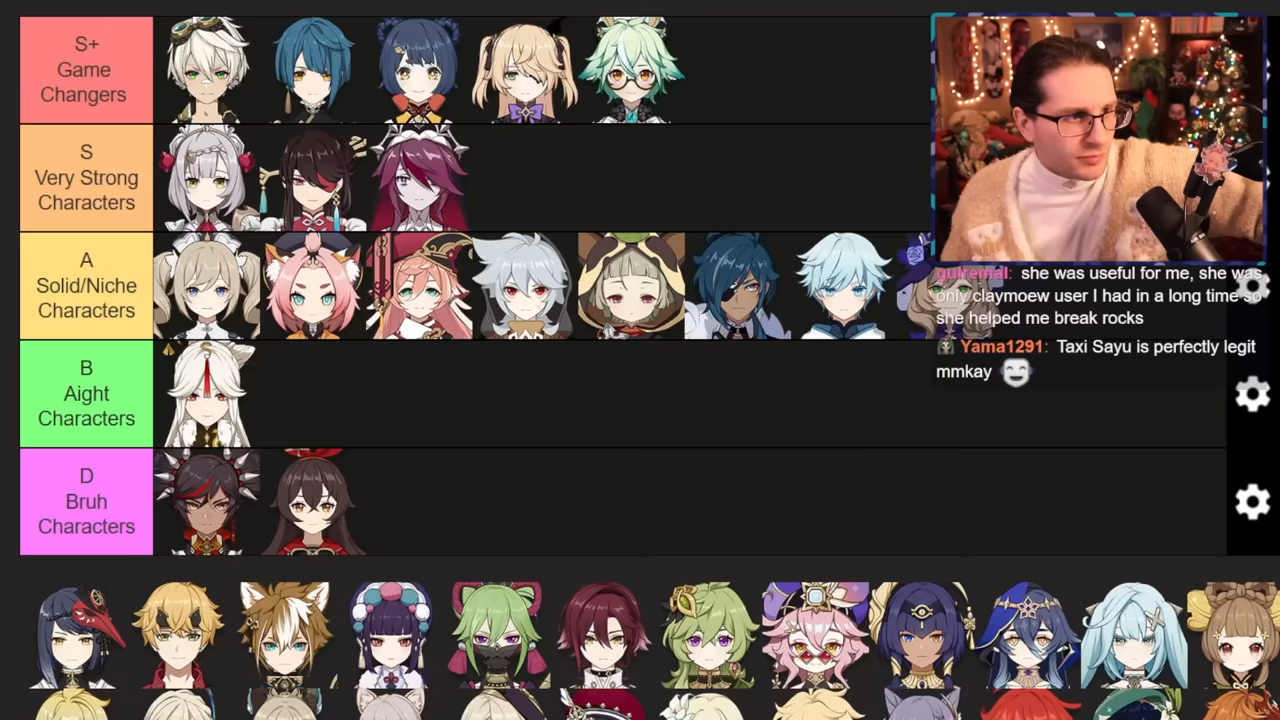 S+
Game
Changers
S
Very Strong
Characters
A
Solid/Niche
Characters
B
Aight
Characters
D
Bruh
Characters
quiremal: she was useful for me, she was
only claymoew user I had in a long time so
she helped me break rocks
Yama1291: Taxi Sayu is perfectly legit
mmkay